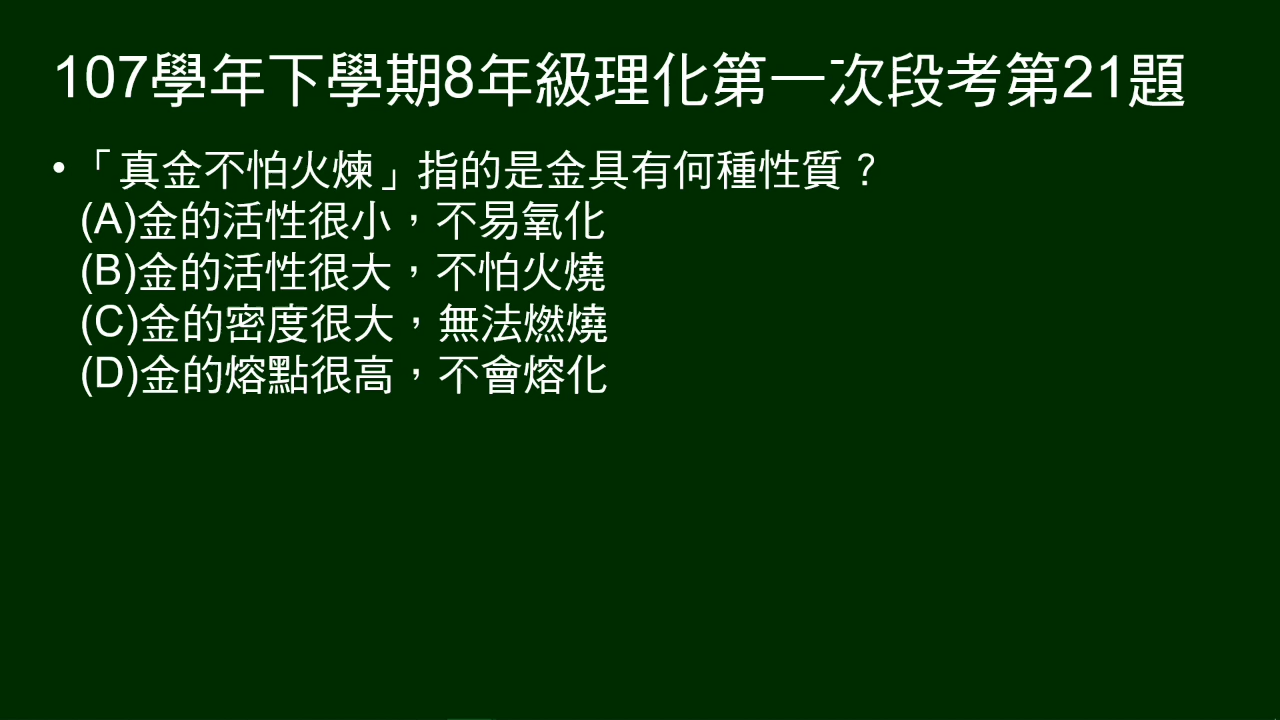 107學年下學期8年級理化第一次段考第21題
•「真金不怕火煉」指的是金具有何種性質？
(A)金的活性很小，不易氧化
(B)金的活性很大，不怕火燒
(C)金的密度很大，無法燃燒
(D)金的熔點很高，不會熔化